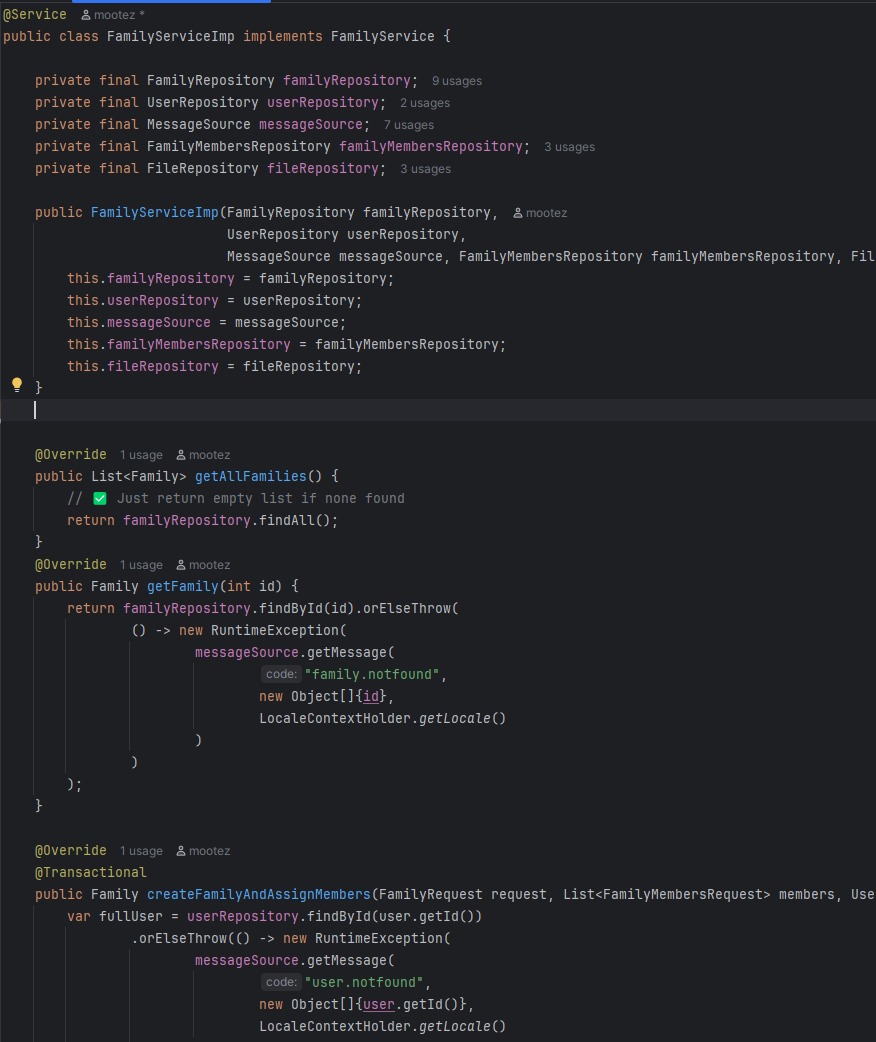 @Service mootez *
public class FamilyServiceImp implements FamilyService {
private final FamilyRepository familyRepository; 9 usages
private final UserRepository userRepository; 2 usages
private final MessageSource messageSource; 7 usages
private final FamilyMembersRepository familyMembersRepository; 3 usages
private final FileRepository fileRepository; 3 usages
public FamilyServiceImp(FamilyRepository familyRepository, mootez
UserRepository userRepository,
MessageSource messageSource, FamilyMembersRepository familyMembersRepository, Fil
this.familyRepository = familyRepository;
this.userRepository = userRepository;
this.messageSource = messageSource;
this.familyMembersRepository = familyMembersRepository;
this.fileRepository = fileRepository;
}
@Override 1 usage mootez
public List<Family> getAllFamilies() {
// ✅ Just return empty list if none found
return familyRepository.findAll();
}
@Override 1 usage mootez
public Family getFamily(int id) {
return familyRepository.findById(id).orElseThrow(
() -> new RuntimeException(
messageSource.getMessage(
code: "family.notfound",
new Object[]{id},
LocaleContextHolder.getLocale()
)
)
);
}
@Override 1 usage mootez
@Transactional
public Family createFamilyAndAssignMembers(FamilyRequest request, List<FamilyMembersRequest> members, Use
var fullUser = userRepository.findById(user.getId())
.orElseThrow(() -> new RuntimeException(
messageSource.getMessage(
code: "user.notfound",
new Object[]{user.getId()},
LocaleContextHolder.getLocale()